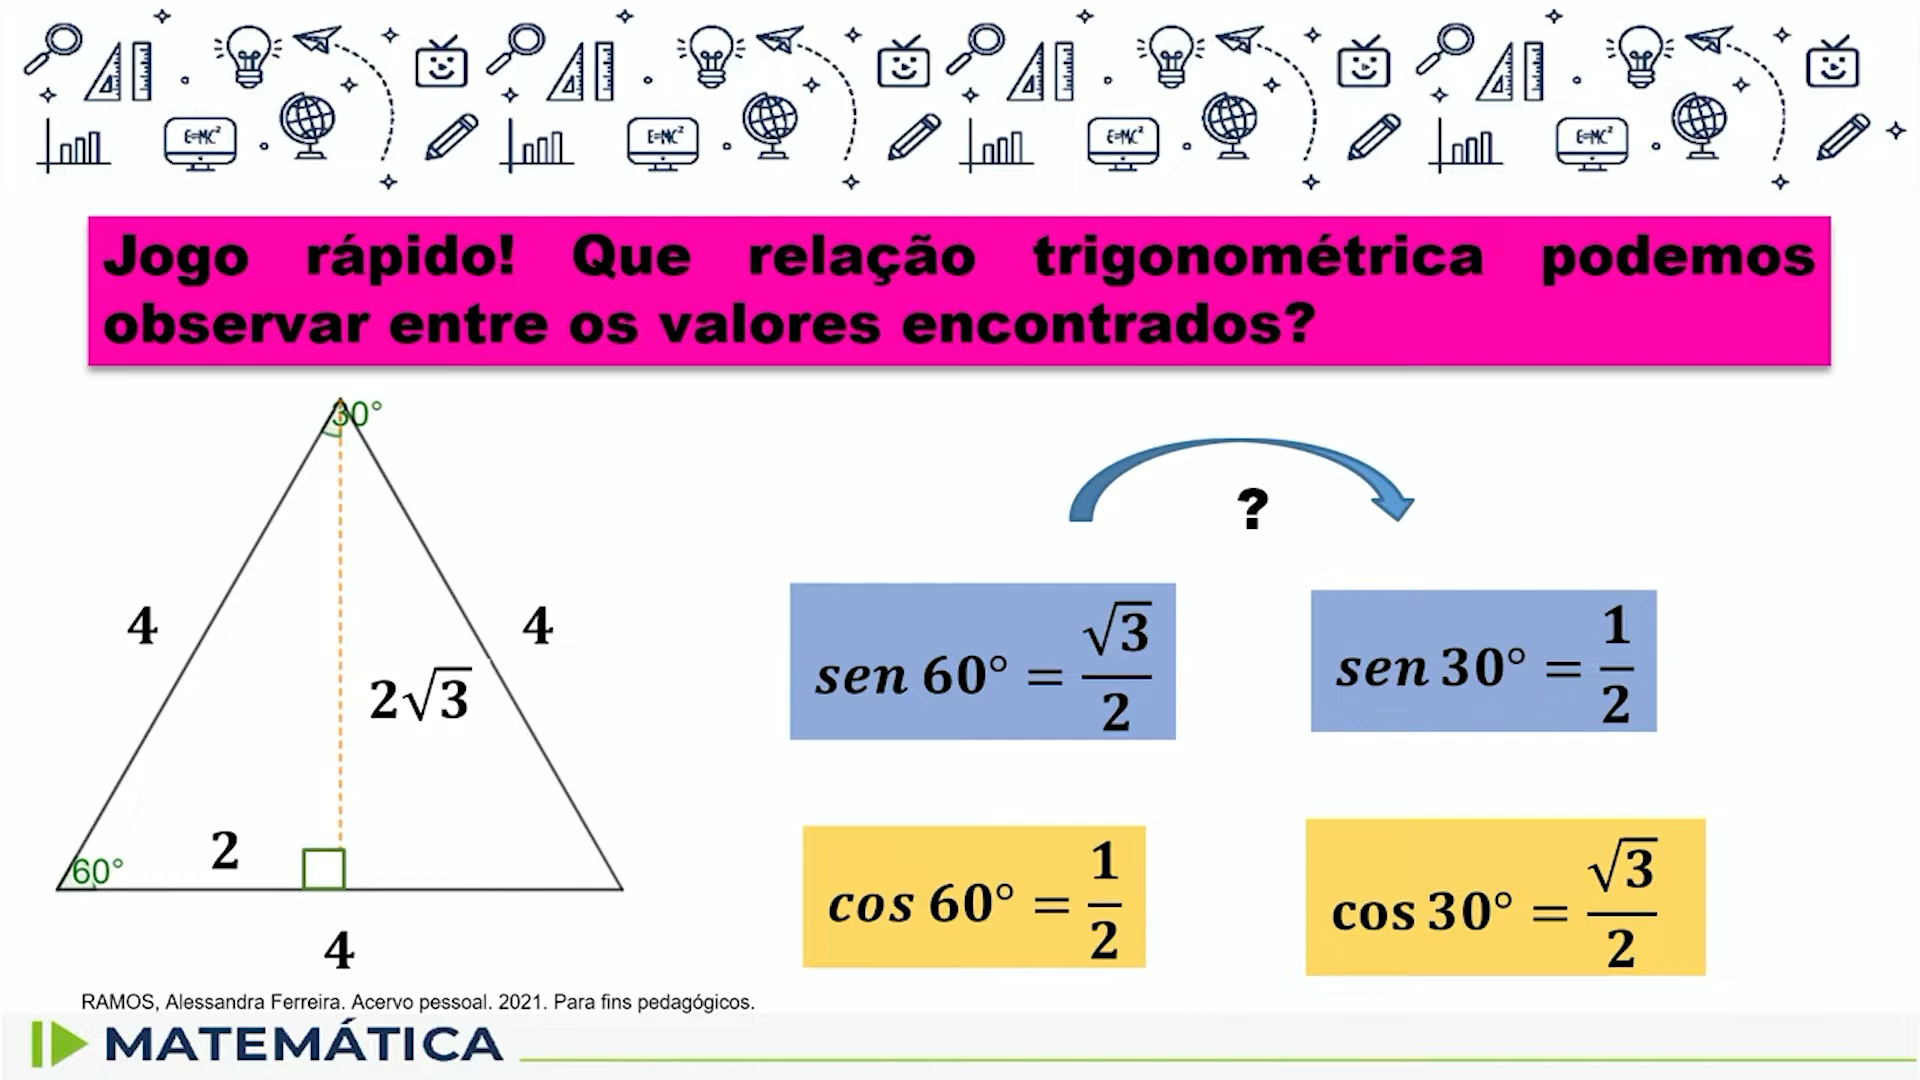 E=MC²
E=MC²
E=MC²
E=MC²
Jogo rápido! Que relação trigonométrica podemos
observar entre os valores encontrados?
30°
4
4
2√3
2
60°
4
?
sen 60° = √3/2
sen 30° = 1/2
cos 60° = 1/2
cos 30° = √3/2
RAMOS, Alessandra Ferreira. Acervo pessoal. 2021. Para fins pedagógicos.
MATEMÁTICA